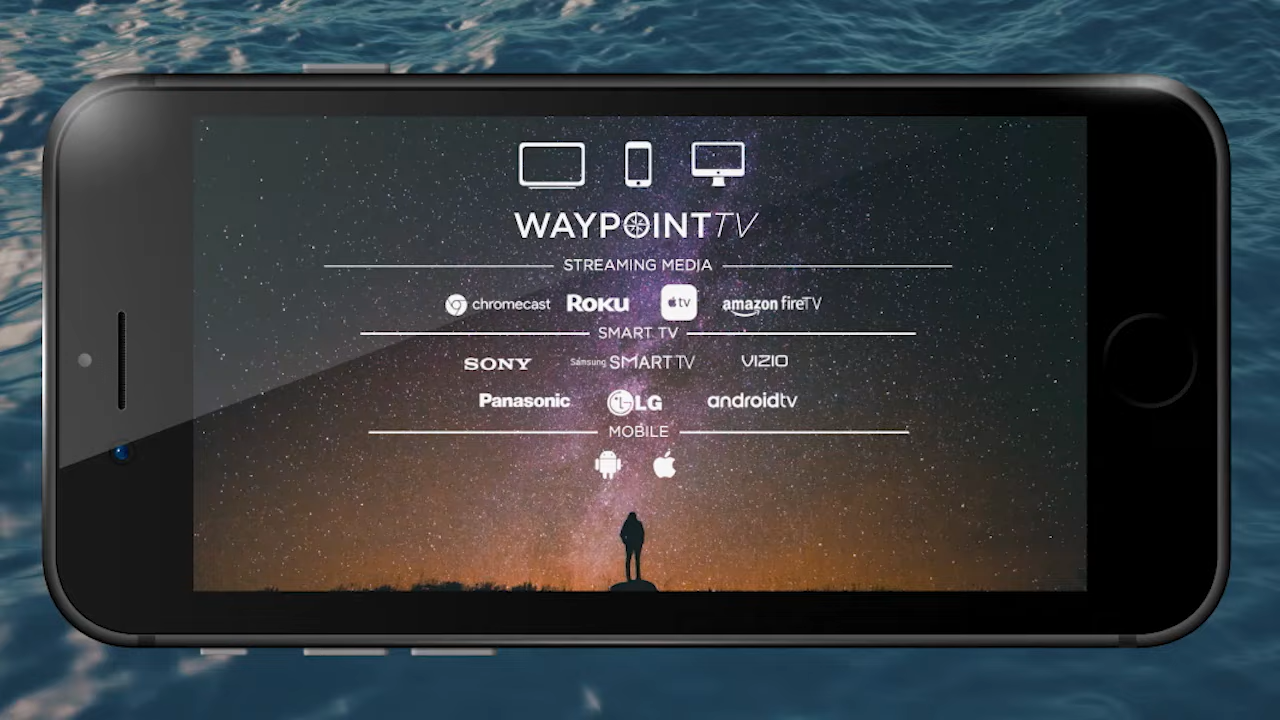 WAYPOINTTV
STREAMING MEDIA
chromecast ROKU tv amazon fireTV
SMART TV
SONY Samsung SMART TV VIZIO
Panasonic LG androidtv
MOBILE